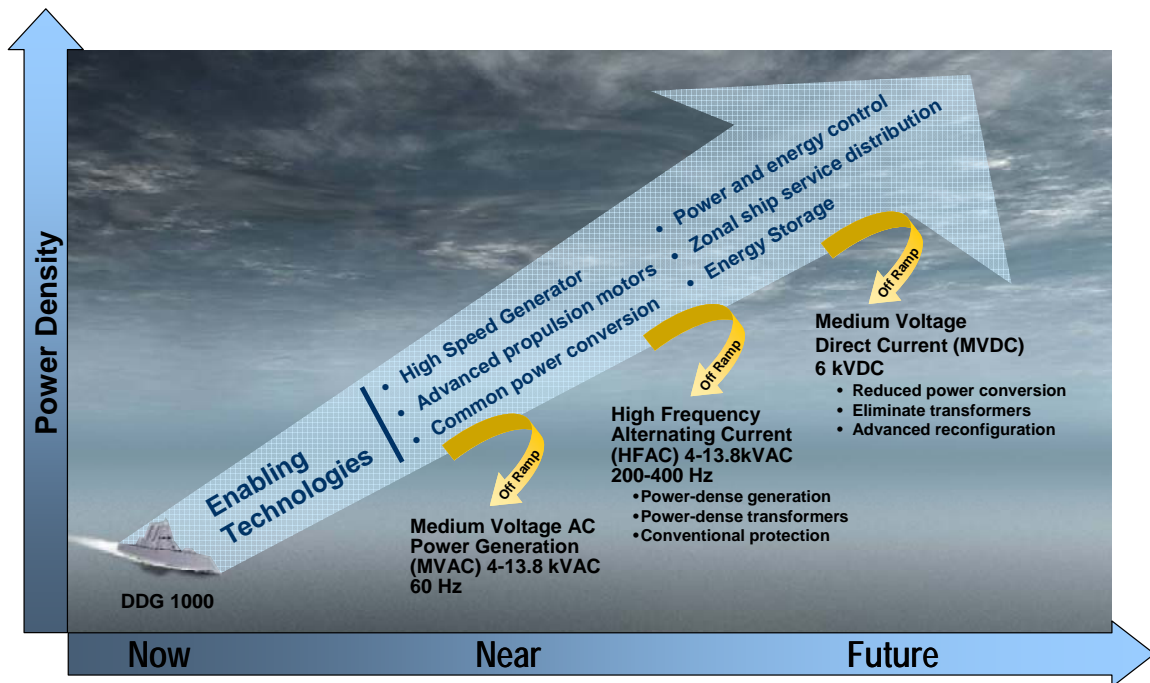 Power Density
Enabling
Technologies
• High Speed Generator
• Advanced propulsion motors
• Common power conversion
• Power and energy control
• Zonal ship service distribution
• Energy Storage
Off Ramp
Medium Voltage AC
Power Generation
(MVAC) 4-13.8 kVAC
60 Hz
Off Ramp
High Frequency
Alternating Current
(HFAC) 4-13.8kVAC
200-400 Hz
•Power-dense generation
•Power-dense transformers
•Conventional protection
Off Ramp
Medium Voltage
Direct Current (MVDC)
6 kVDC
• Reduced power conversion
• Eliminate transformers
• Advanced reconfiguration
DDG 1000
Now
Near
Future